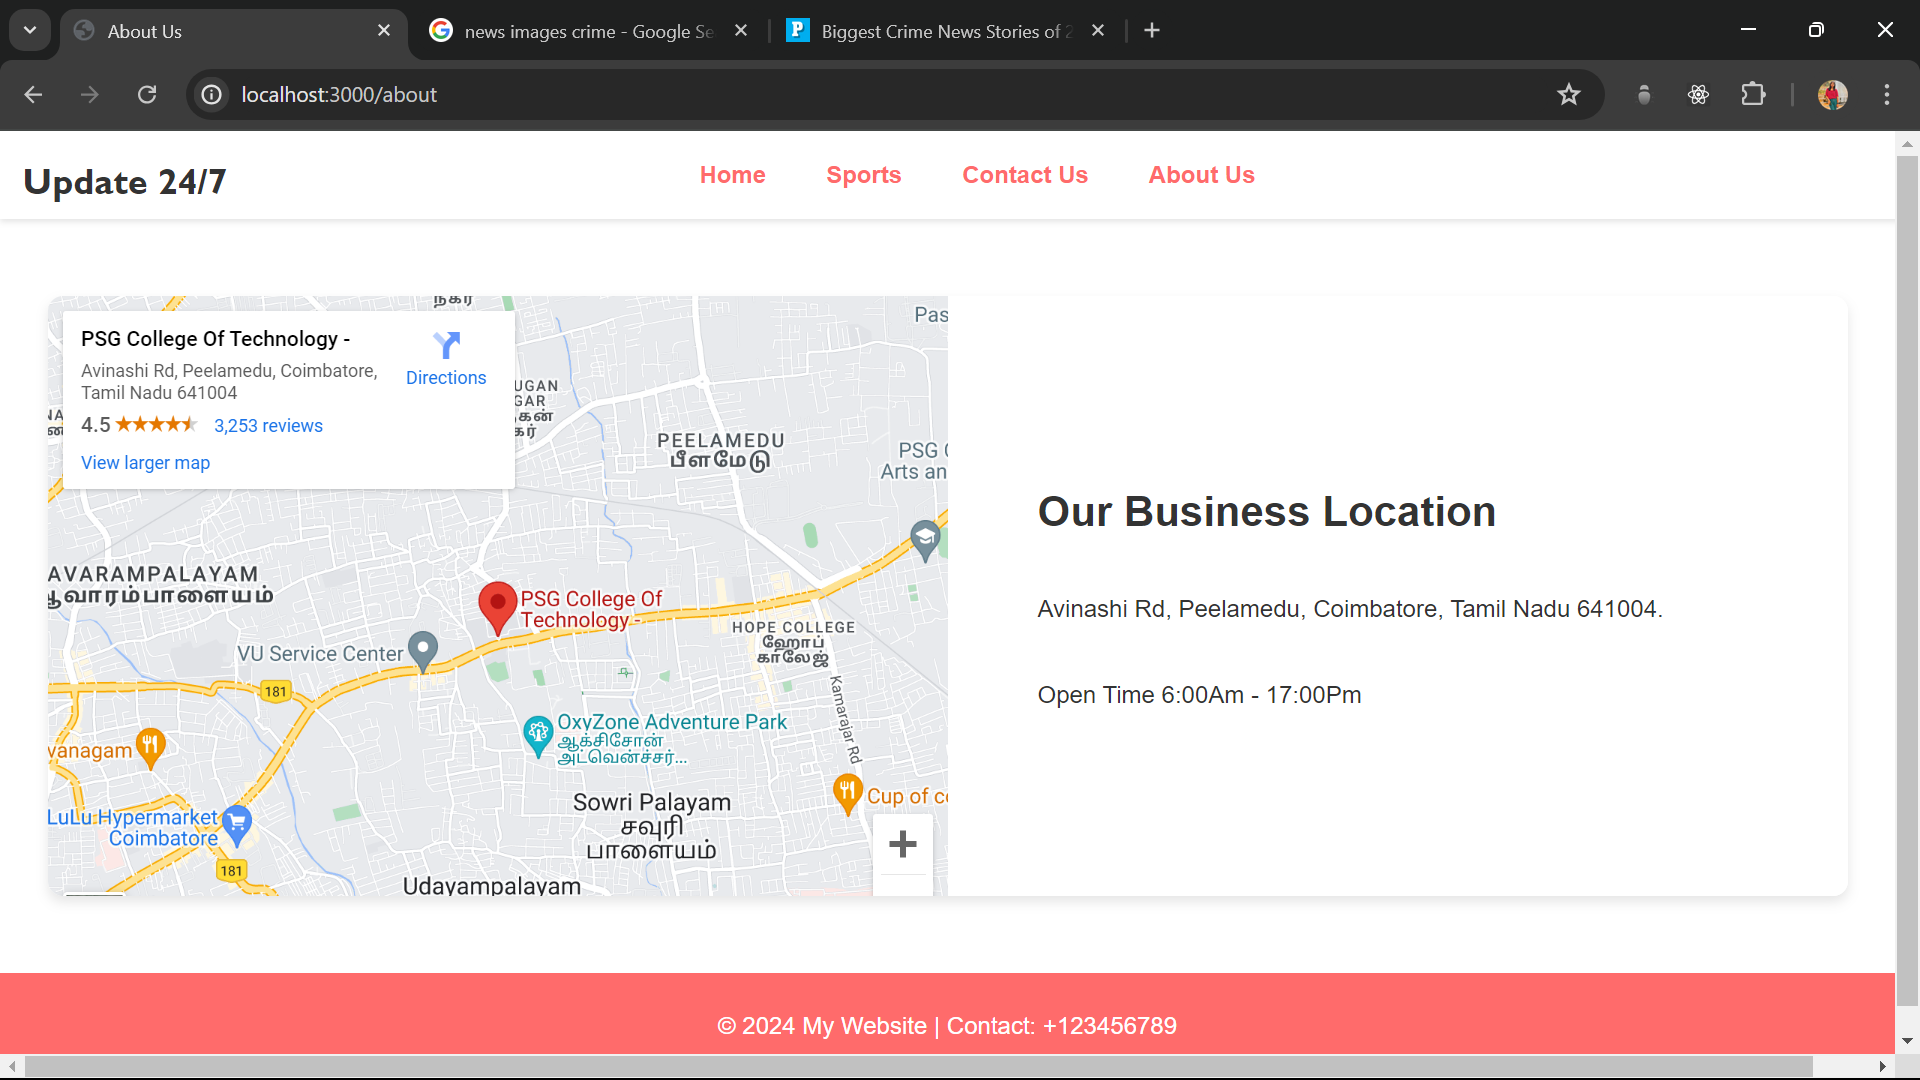 About Us
news images crime - Google Se
Biggest Crime News Stories of 2
localhost:3000/about
Update 24/7
Home
Sports
Contact Us
About Us
PSG College Of Technology -
Avinashi Rd, Peelamedu, Coimbatore,
Tamil Nadu 641004
Directions
4.5
3,253 reviews
View larger map
நகர்
Pas
UGAN
GAR
PEELAMEDU
பீளமேடு
PSG
Arts an
AVARAMPALAYAM
ஆவாரம்பாளையம்
PSG College Of
Technology -
HOPE COLLEGE
ஹோப்
காலேஜ்
VU Service Center
181
Kamarajar Rd
OxyZone Adventure Park
ஆக்சிசோன்
அட்வென்ச்சர்...
vanagam
LuLu Hypermarket
Coimbatore
181
Sowri Palayam
சவுரி
பாளையம்
Cup of c
Udayampalayam
Our Business Location
Avinashi Rd, Peelamedu, Coimbatore, Tamil Nadu 641004.
Open Time 6:00Am - 17:00Pm
© 2024 My Website | Contact: +123456789